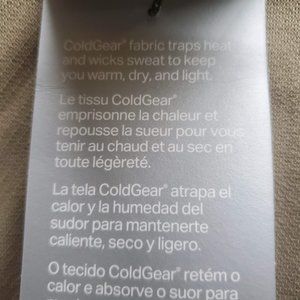 ColdGear® fabric traps heat
and wicks sweat to keep
you warm, dry, and light.
Le tissu ColdGear®
emprisonne la chaleur et
repousse la sueur pour vous
tenir au chaud et au sec en
toute légèreté.
La tela ColdGear® atrapa el
calor y la humedad del
sudor para mantenerte
caliente, seco y ligero.
O tecido ColdGear® retém o
calor e absorve o suor para